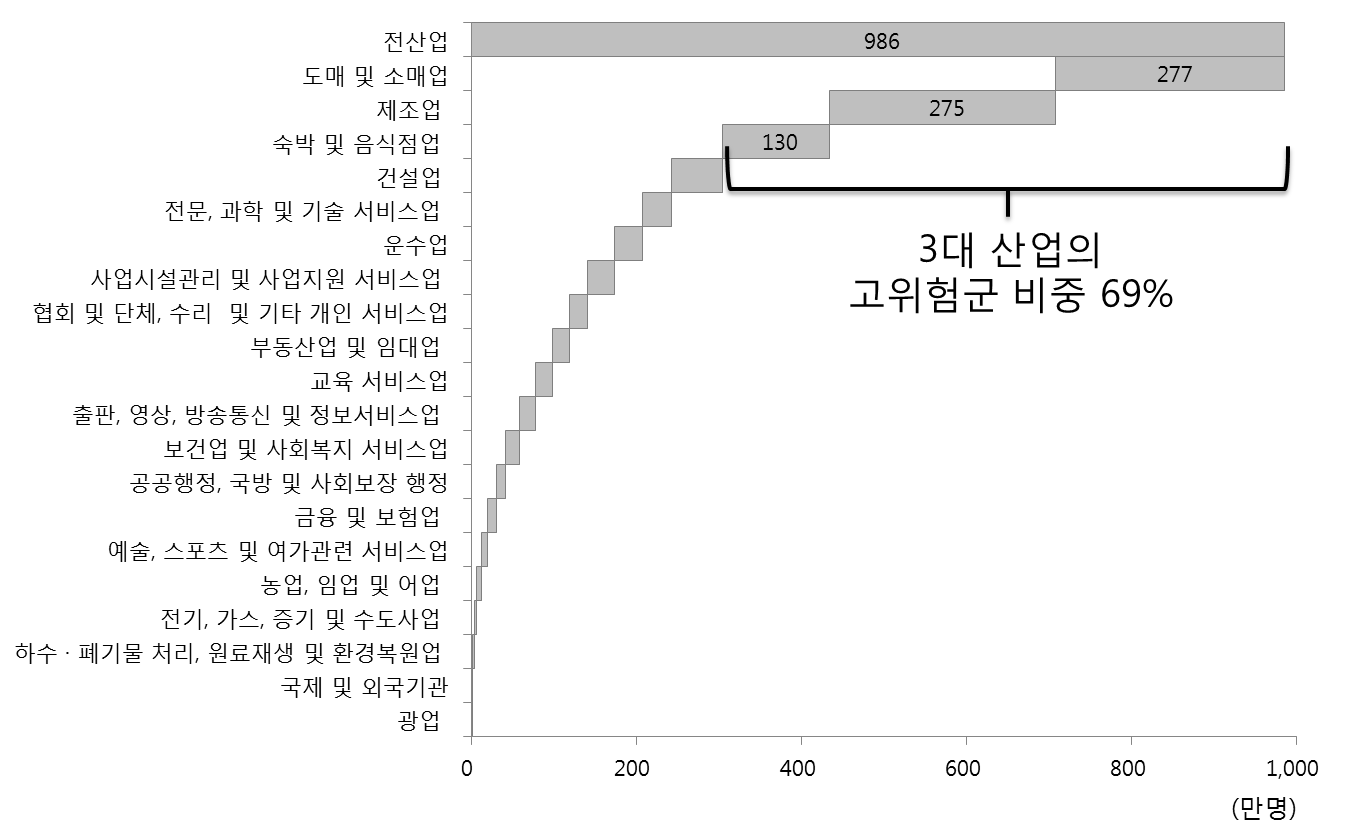 전산업
986
도매 및 소매업
277
제조업
275
숙박 및 음식점업
130
건설업
전문, 과학 및 기술 서비스업
운수업
3대 산업의
고위험군 비중 69%
사업시설관리 및 사업지원 서비스업
협회 및 단체, 수리 및 기타 개인 서비스업
부동산업 및 임대업
교육 서비스업
출판, 영상, 방송통신 및 정보서비스업
보건업 및 사회복지 서비스업
공공행정, 국방 및 사회보장 행정
금융 및 보험업
예술, 스포츠 및 여가관련 서비스업
농업, 임업 및 어업
전기, 가스, 증기 및 수도사업
하수 · 폐기물 처리, 원료재생 및 환경복원업
국제 및 외국기관
광업
0 200 400 600 800 1,000
(만명)